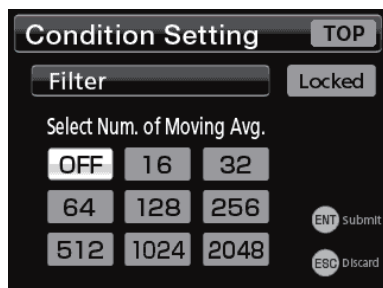 Condition Setting TOP
Filter Locked
Select Num. of Moving Avg.
OFF 16 32
64 128 256
ENT Submit
512 1024 2048
ESC Discard